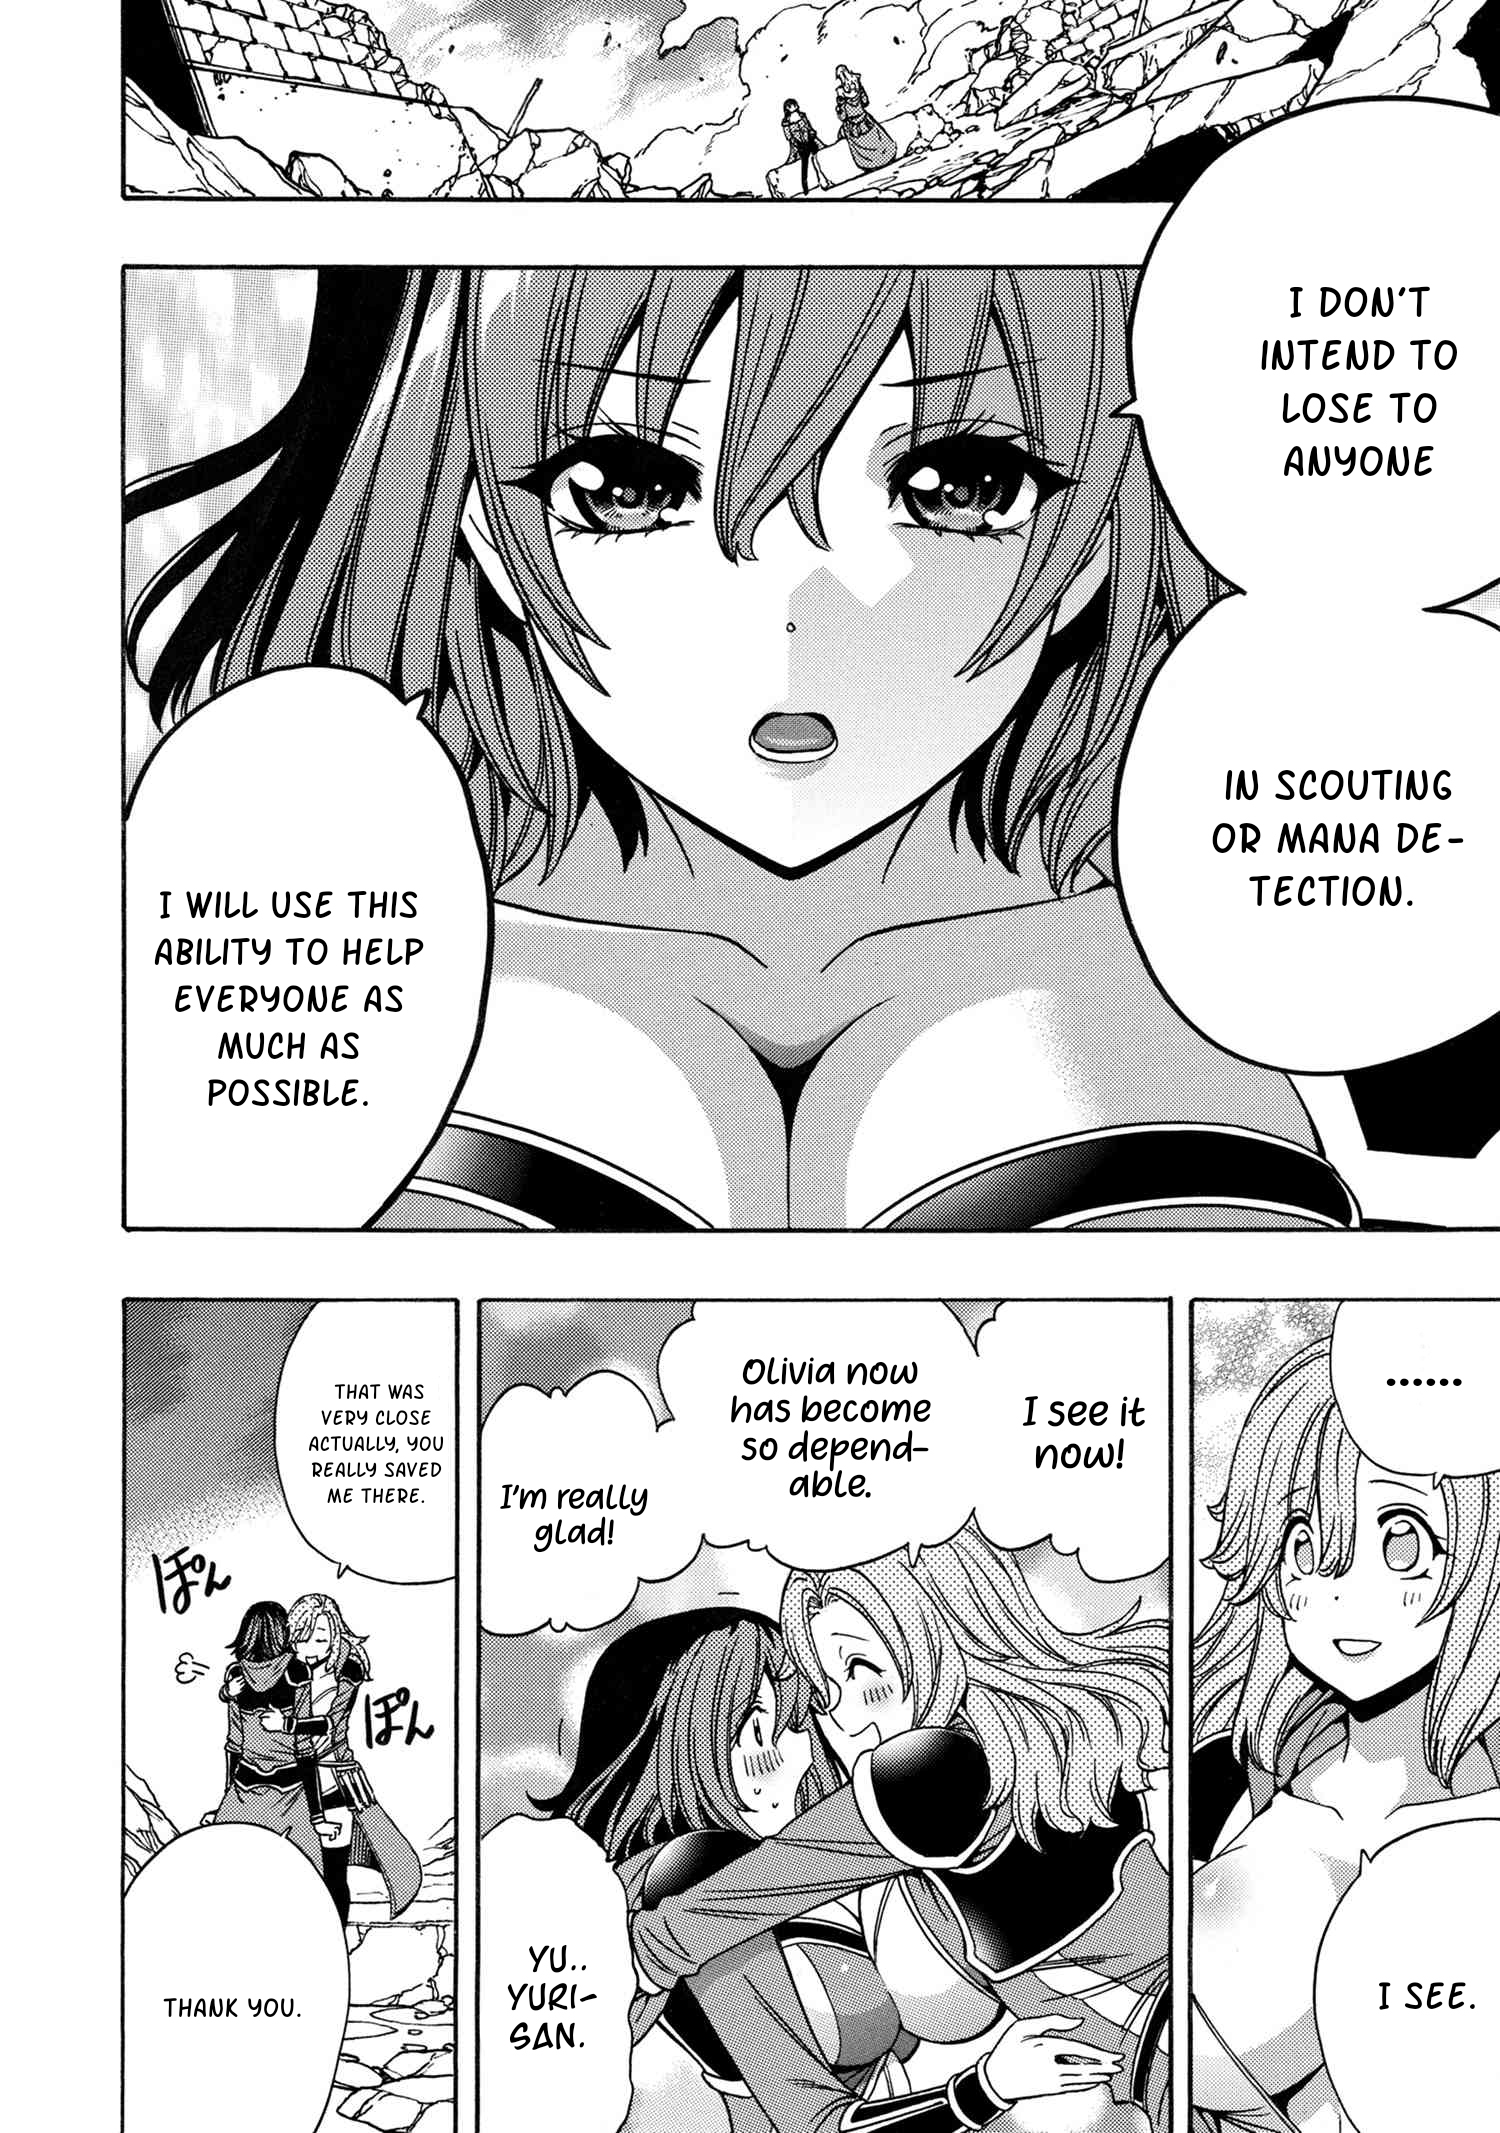 I DON'T
INTEND TO
LOSE TO
ANYONE
IN SCOUTING
OR MANA DE-
TECTION.
I WILL USE THIS
ABILITY TO HELP
EVERYONE AS
MUCH AS
POSSIBLE.
......
I SEE.
I see it
now!
Olivia now
has become
so depend-
able.
I'm really
glad!
YU..
YURI-
SAN.
THAT WAS
VERY CLOSE
ACTUALLY, YOU
REALLY SAVED
ME THERE.
ぽん
ぽん
THANK YOU.